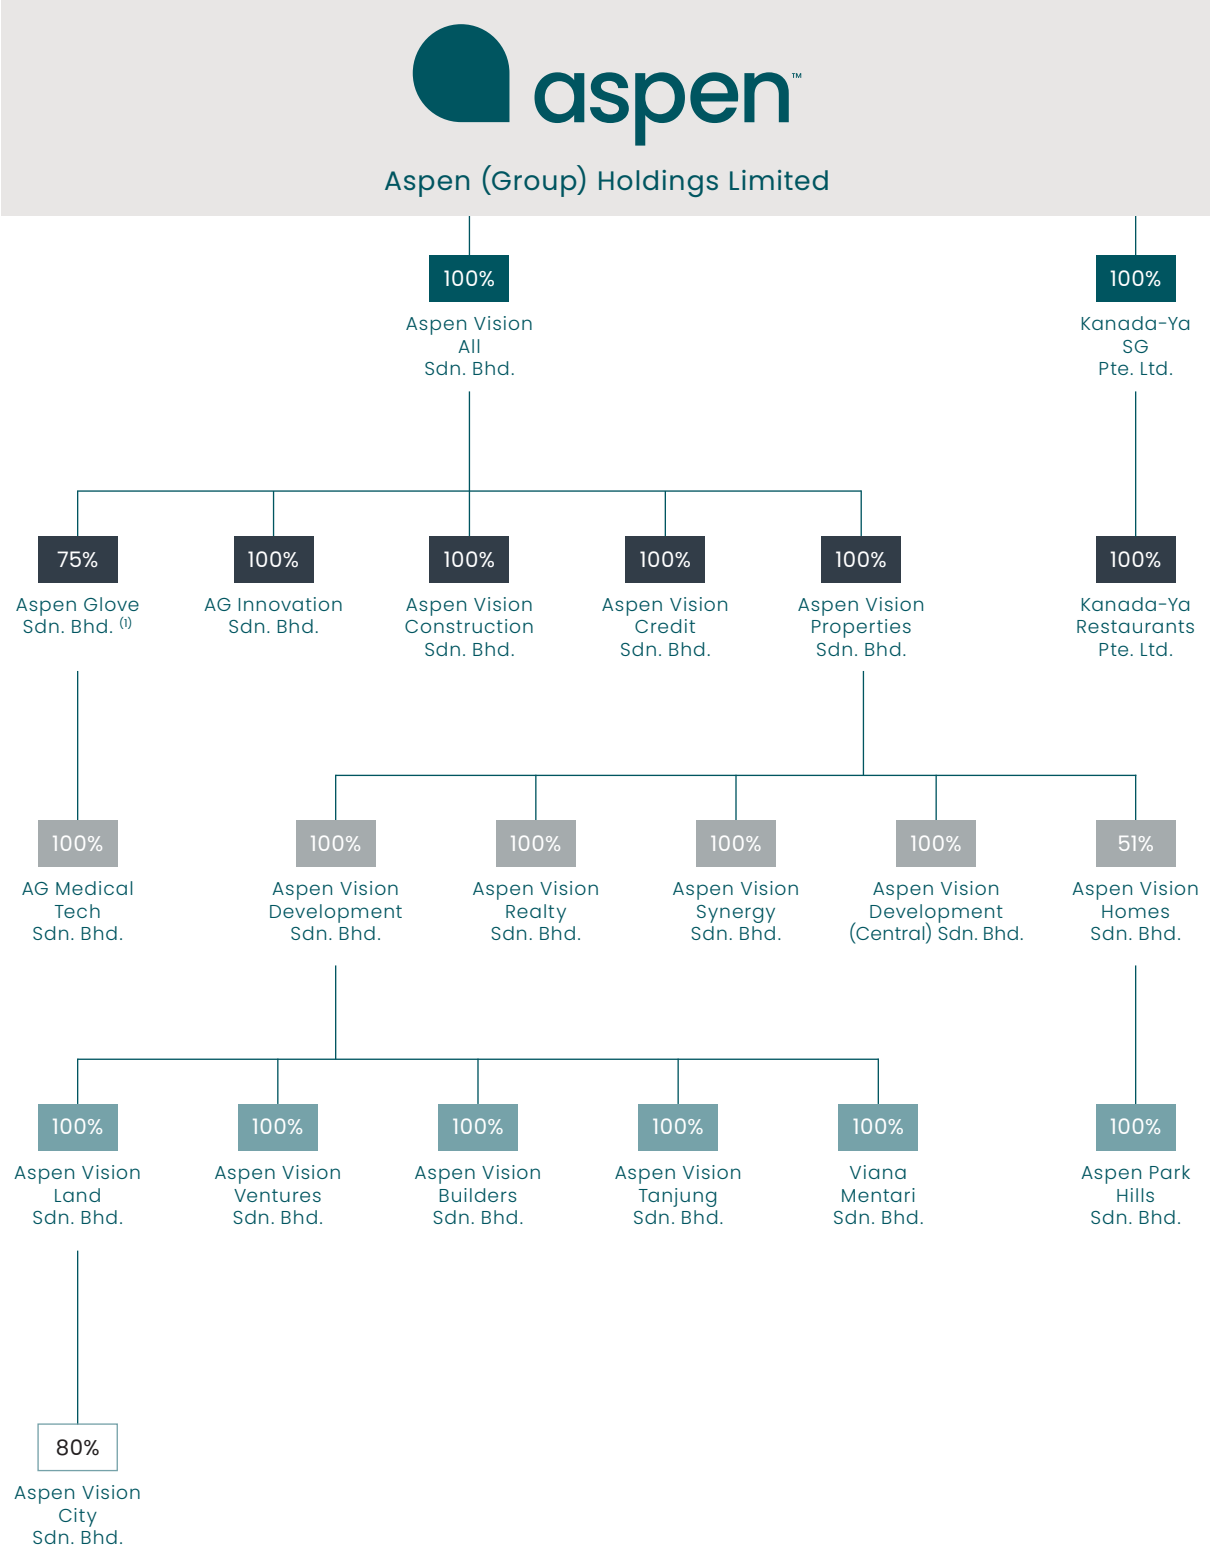 aspen™
Aspen (Group) Holdings Limited
100%
Aspen Vision
All
Sdn. Bhd.
100%
Kanada-Ya
SG
Pte. Ltd.
75%
Aspen Glove
Sdn. Bhd. (1)
100%
AG Innovation
Sdn. Bhd.
100%
Aspen Vision
Construction
Sdn. Bhd.
100%
Aspen Vision
Credit
Sdn. Bhd.
100%
Aspen Vision
Properties
Sdn. Bhd.
100%
Kanada-Ya
Restaurants
Pte. Ltd.
100%
AG Medical
Tech
Sdn. Bhd.
100%
Aspen Vision
Development
Sdn. Bhd.
100%
Aspen Vision
Realty
Sdn. Bhd.
100%
Aspen Vision
Synergy
Sdn. Bhd.
100%
Aspen Vision
Development
(Central) Sdn. Bhd.
51%
Aspen Vision
Homes
Sdn. Bhd.
100%
Aspen Vision
Land
Sdn. Bhd.
100%
Aspen Vision
Ventures
Sdn. Bhd.
100%
Aspen Vision
Builders
Sdn. Bhd.
100%
Aspen Vision
Tanjung
Sdn. Bhd.
100%
Viana
Mentari
Sdn. Bhd.
100%
Aspen Park
Hills
Sdn. Bhd.
80%
Aspen Vision
City
Sdn. Bhd.